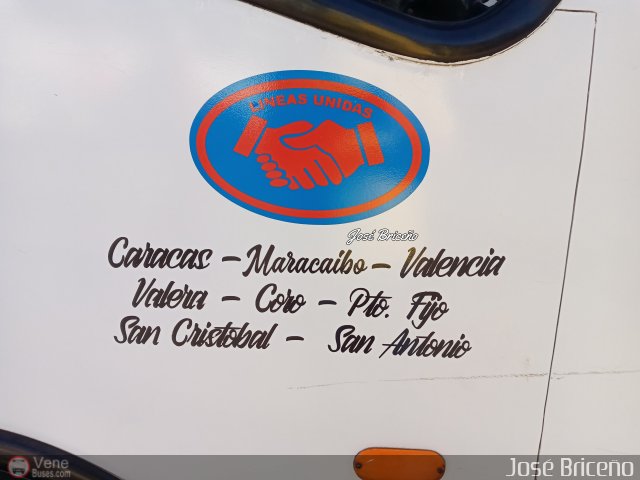 LINEAS UNIDAS
José Briceño
Caracas - Maracaibo - Valencia
Valera - Coro - Pto. Fijo
San Cristobal - San Antonio
Vene
Buses.com
José Briceño